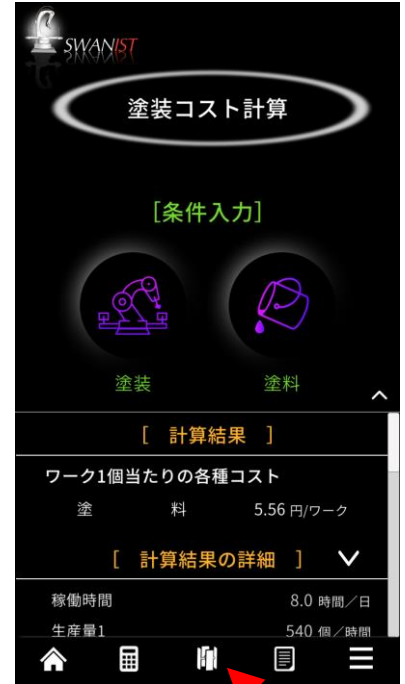 SWANIST
塗装コスト計算
[条件入力]
塗装 塗料
[ 計算結果 ]
ワーク1個当たりの各種コスト
塗 料 5.56 円/ワーク
[ 計算結果の詳細 ]
稼働時間 8.0 時間/日
生産量1 540 個/時間